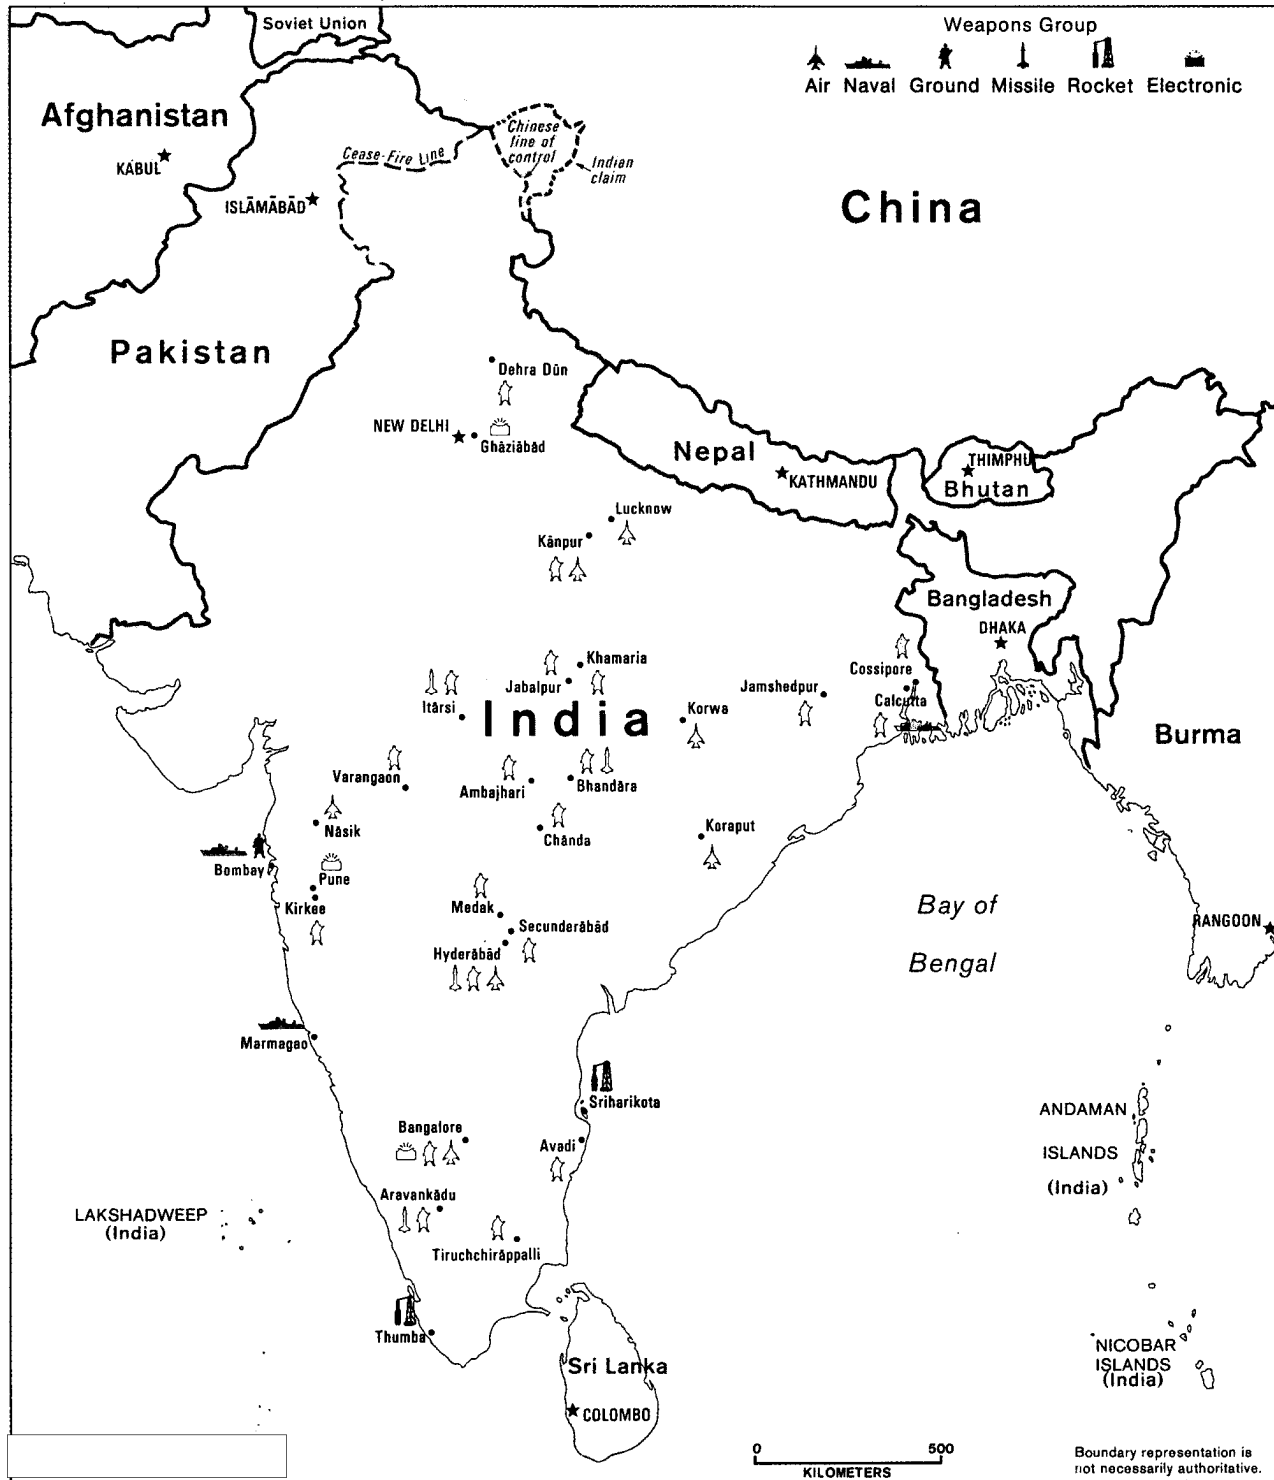 Soviet Union
Weapons Group
Air Naval Ground Missile Rocket Electronic
Afghanistan
KĀBUL
Chinese
line of
control
Cease-Fire Line
Indian
claim
ISLĀMĀBĀD
China
Pakistan
Dehra Dūn
NEW DELHI
Ghāziābād
Nepal
KATHMANDU
THIMPHU
Bhutan
Lucknow
Kānpur
Bangladesh
DHAKA
Khamaria
Jabalpur
Cossipore
Jamshedpur
Calcutta
Itārsi
India
Korwa
Burma
Varangaon
Ambajhari
Bhandāra
Nāsik
Chānda
Koraput
Bombay
Pune
Kirkee
Medak
Secunderābād
Hyderābād
Bay of
Bengal
RANGOON
Marmagao
Sriharikota
ANDAMAN
ISLANDS
(India)
Bangalore
Avadi
Aravankādu
LAKSHADWEEP
(India)
Tiruchchirāppalli
Thumba
NICOBAR
ISLANDS
(India)
Sri Lanka
COLOMBO
0 500
KILOMETERS
Boundary representation is
not necessarily authoritative.